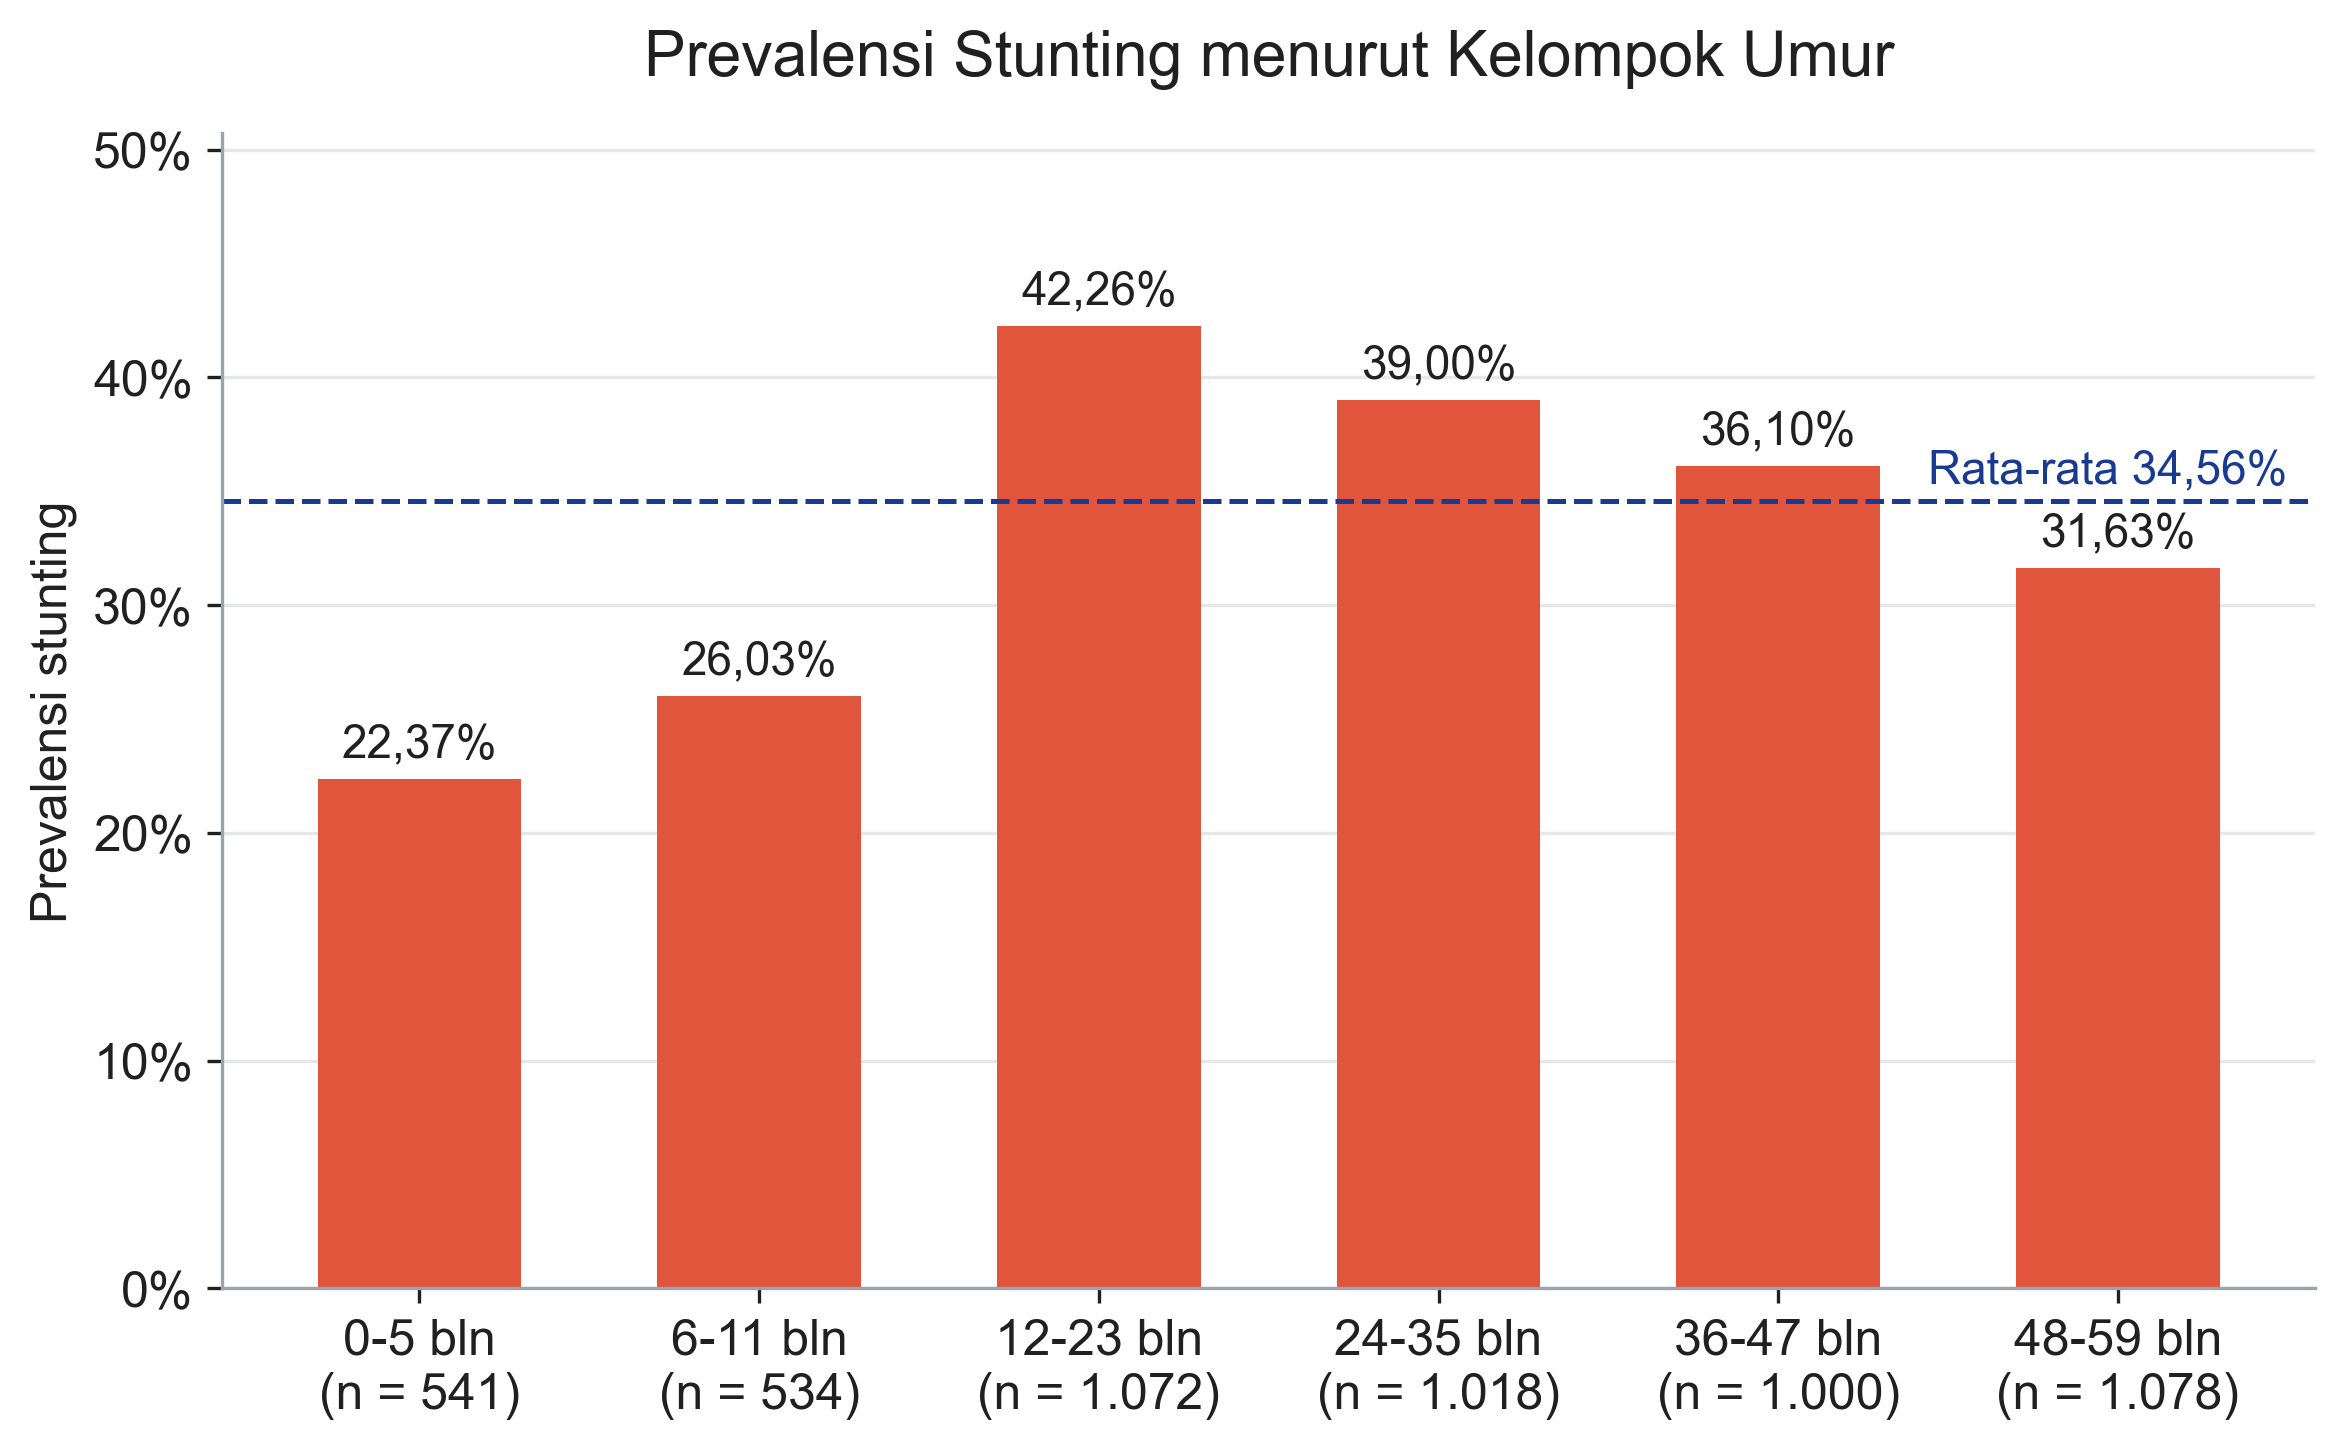 Prevalensi Stunting menurut Kelompok Umur
Prevalensi stunting
50%
40%
30%
20%
10%
0%
22,37%
26,03%
42,26%
39,00%
36,10%
31,63%
Rata-rata 34,56%
0-5 bln
(n = 541)
6-11 bln
(n = 534)
12-23 bln
(n = 1.072)
24-35 bln
(n = 1.018)
36-47 bln
(n = 1.000)
48-59 bln
(n = 1.078)